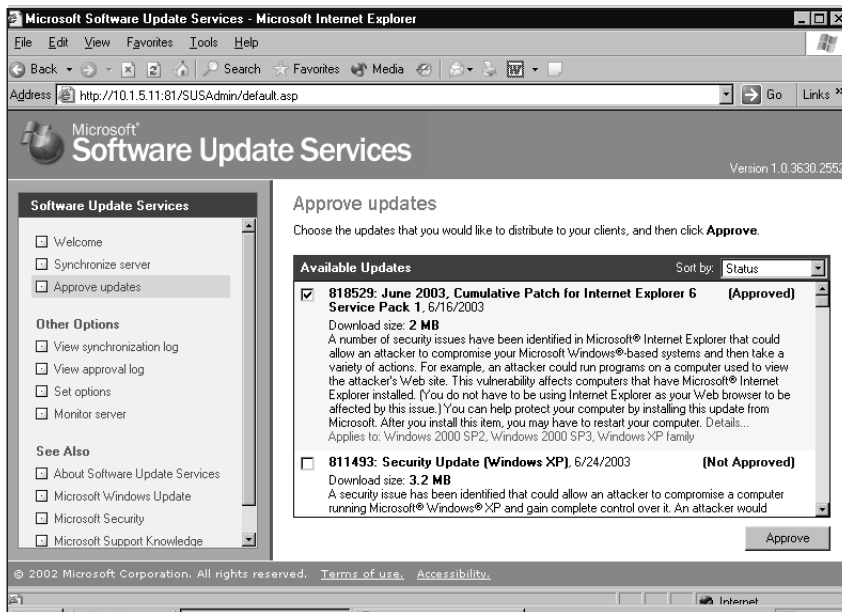 Microsoft Software Update Services - Microsoft Internet Explorer
File Edit View Favorites Tools Help
Back Search Favorites Media
Address http://10.1.5.11:81/SUSAdmin/default.asp Go Links »
Microsoft®
Software Update Services
Version 1.0.3630.2552
Software Update Services
Welcome
Synchronize server
Approve updates
Other Options
View synchronization log
View approval log
Set options
Monitor server
See Also
About Software Update Services
Microsoft Windows Update
Microsoft Security
Microsoft Support Knowledge
Approve updates
Choose the updates that you would like to distribute to your clients, and then click Approve.
Available Updates Sort by: Status
818529: June 2003, Cumulative Patch for Internet Explorer 6 (Approved)
Service Pack 1, 6/16/2003
Download size: 2 MB
A number of security issues have been identified in Microsoft® Internet Explorer that could
allow an attacker to compromise your Microsoft Windows®-based systems and then take a
variety of actions. For example, an attacker could run programs on a computer used to view
the attacker's Web site. This vulnerability affects computers that have Microsoft® Internet
Explorer installed. (You do not have to be using Internet Explorer as your Web browser to be
affected by this issue.) You can help protect your computer by installing this update from
Microsoft. After you install this item, you may have to restart your computer. Details...
Applies to: Windows 2000 SP2, Windows 2000 SP3, Windows XP family
811493: Security Update (Windows XP), 6/24/2003 (Not Approved)
Download size: 3.2 MB
A security issue has been identified that could allow an attacker to compromise a computer
running Microsoft® Windows® XP and gain complete control over it. An attacker would
Approve
© 2002 Microsoft Corporation. All rights reserved. Terms of use. Accessibility.
Internet